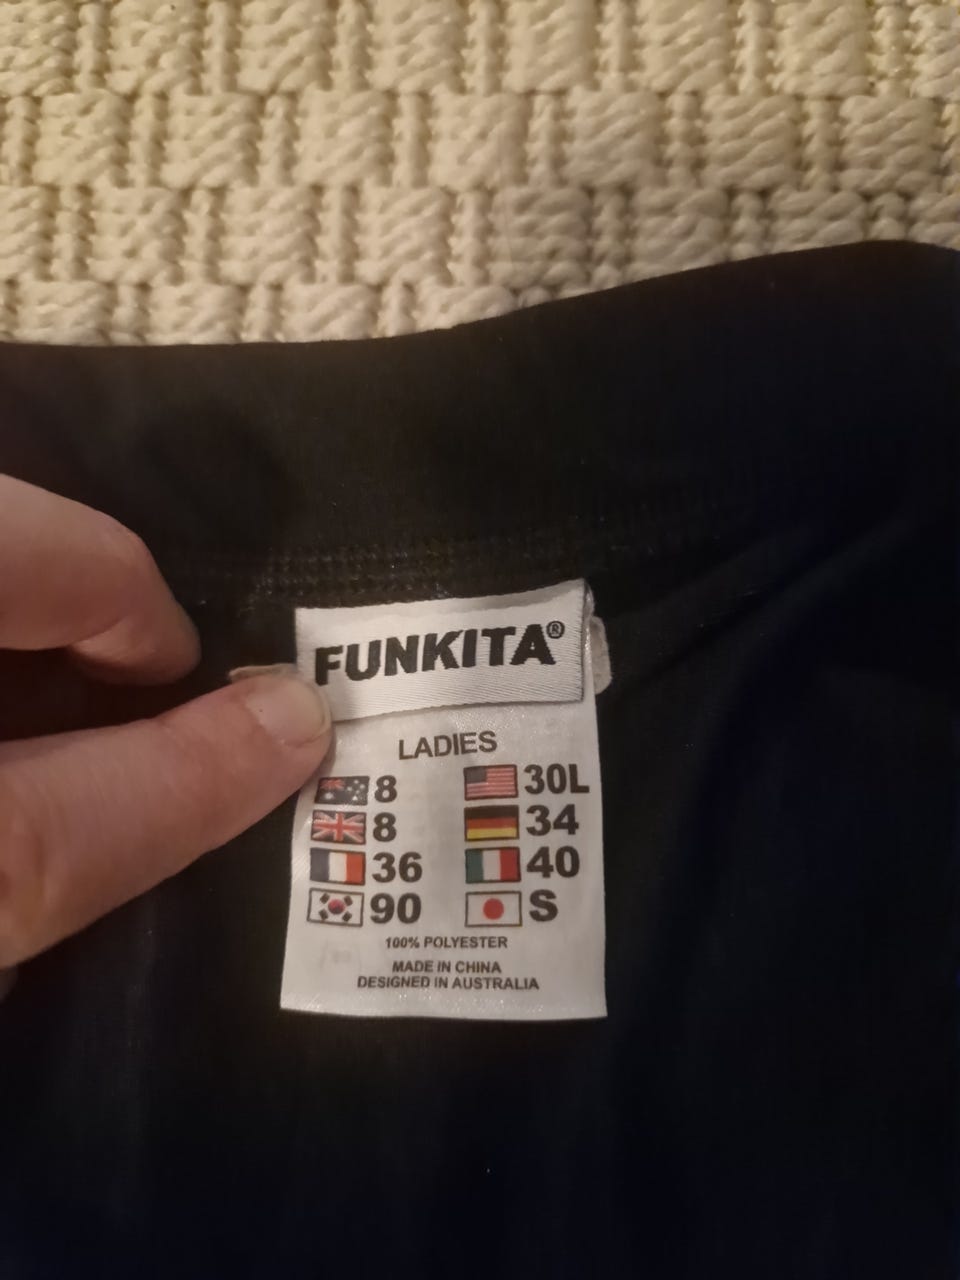 FUNKITA®
LADIES
8 30L
8 34
36 40
90 S
100% POLYESTER
MADE IN CHINA
DESIGNED IN AUSTRALIA